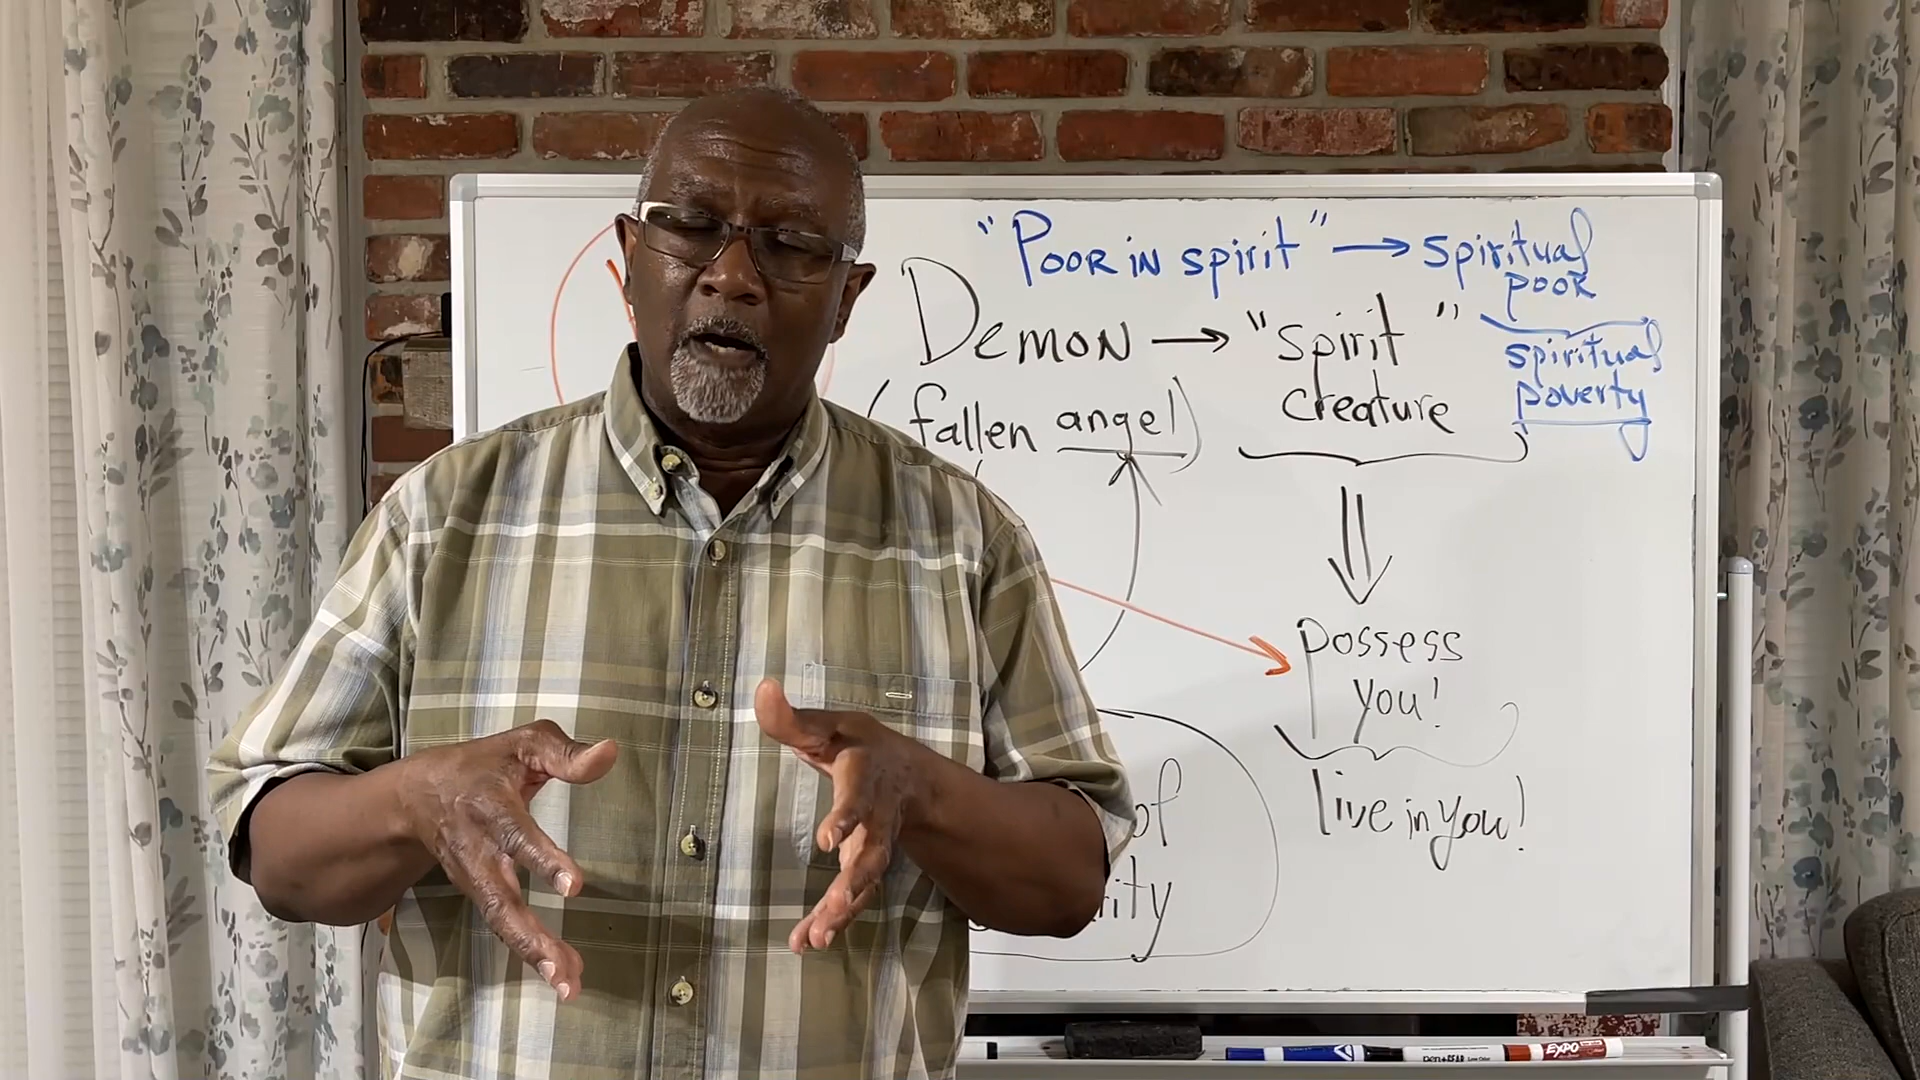 "Poor in spirit" → spiritual
poor
Demon → "spirit"
creature
spiritual
poverty
(fallen angel)
possess
you!
live in you!
of
EXPO